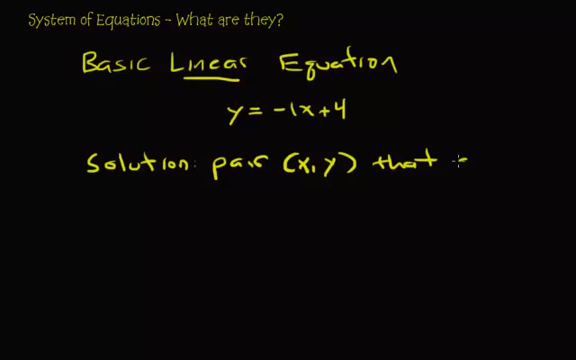 System of Equations - What are they?
Basic Linear Equation
y = -1x + 4
Solution: pair (x, y) that